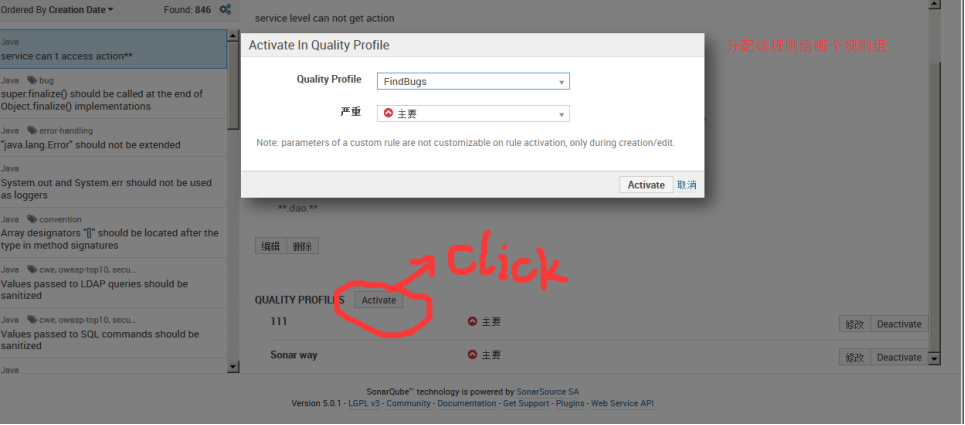 Ordered By Creation Date
Found: 846
Java
service can`t access action**
Java bug
super.finalize() should be called at the end of
Object.finalize() implementations
Java error-handling
"java.lang.Error" should not be extended
Java
System.out and System.err should not be used
as loggers
Java convention
Array designators "[]" should be located after the
type in method signatures
Java cwe, owasp-top10, secu...
Values passed to LDAP queries should be
sanitized
Java cwe, owasp-top10, secu...
Values passed to SQL commands should be
sanitized
Java
service level can not get action
Activate In Quality Profile
Quality Profile FindBugs
严重 主要
Note: parameters of a custom rule are not customizable on rule activation, only during creation/edit.
Activate 取消
分配该规则给哪个规则组
**.dao.**
编辑 删除
click
QUALITY PROFILES Activate
111 主要 修改 Deactivate
Sonar way 主要 修改 Deactivate
SonarQube™ technology is powered by SonarSource SA
Version 5.0.1 - LGPL v3 - Community - Documentation - Get Support - Plugins - Web Service API